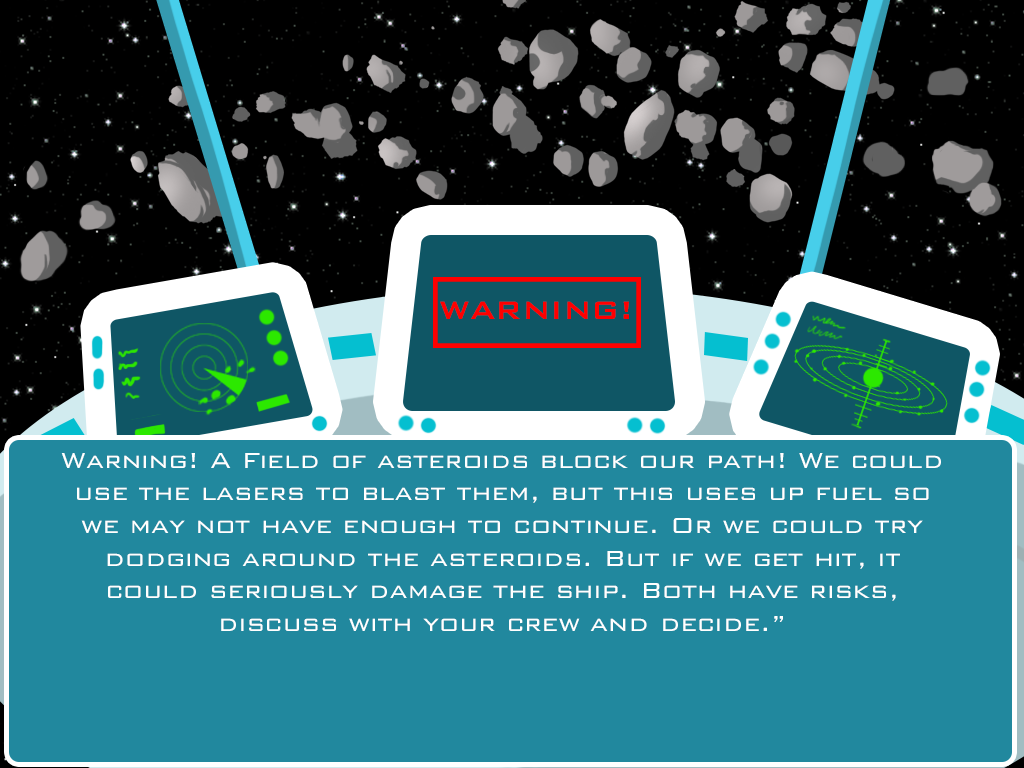 WARNING!
Warning! A Field of asteroids block our path! We could
use the lasers to blast them, but this uses up fuel so
we may not have enough to continue. Or we could try
dodging around the asteroids. But if we get hit, it
could seriously damage the ship. Both have risks,
discuss with your crew and decide.”